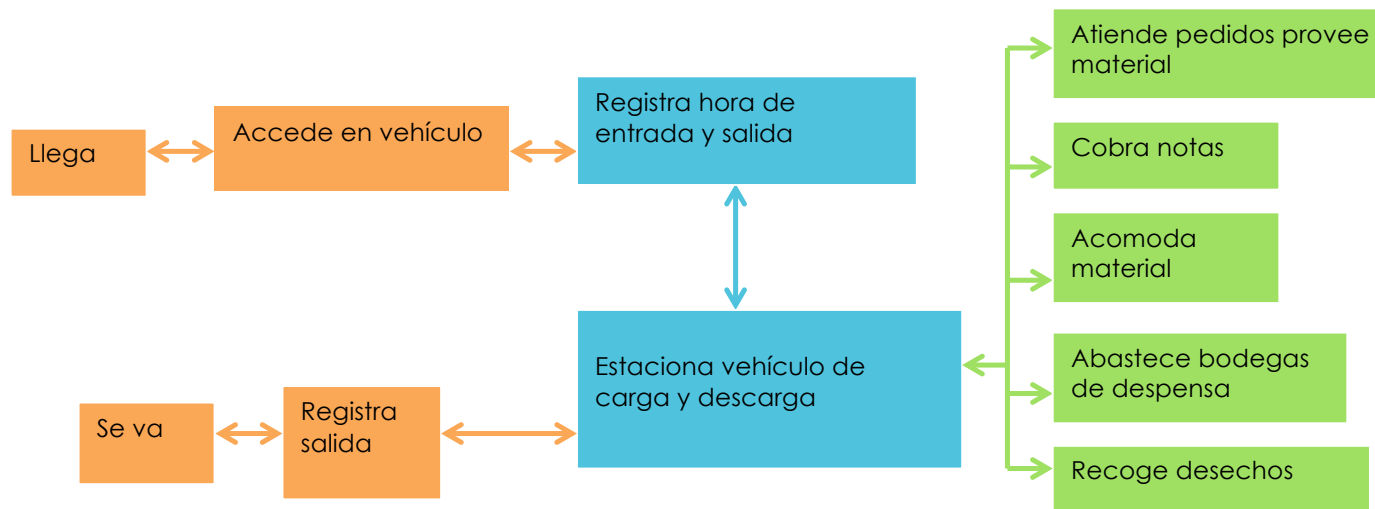 Llega
Accede en vehículo
Registra hora de
entrada y salida
Estaciona vehículo de
carga y descarga
Registra
salida
Se va
Atiende pedidos provee
material
Cobra notas
Acomoda
material
Abastece bodegas
de despensa
Recoge desechos